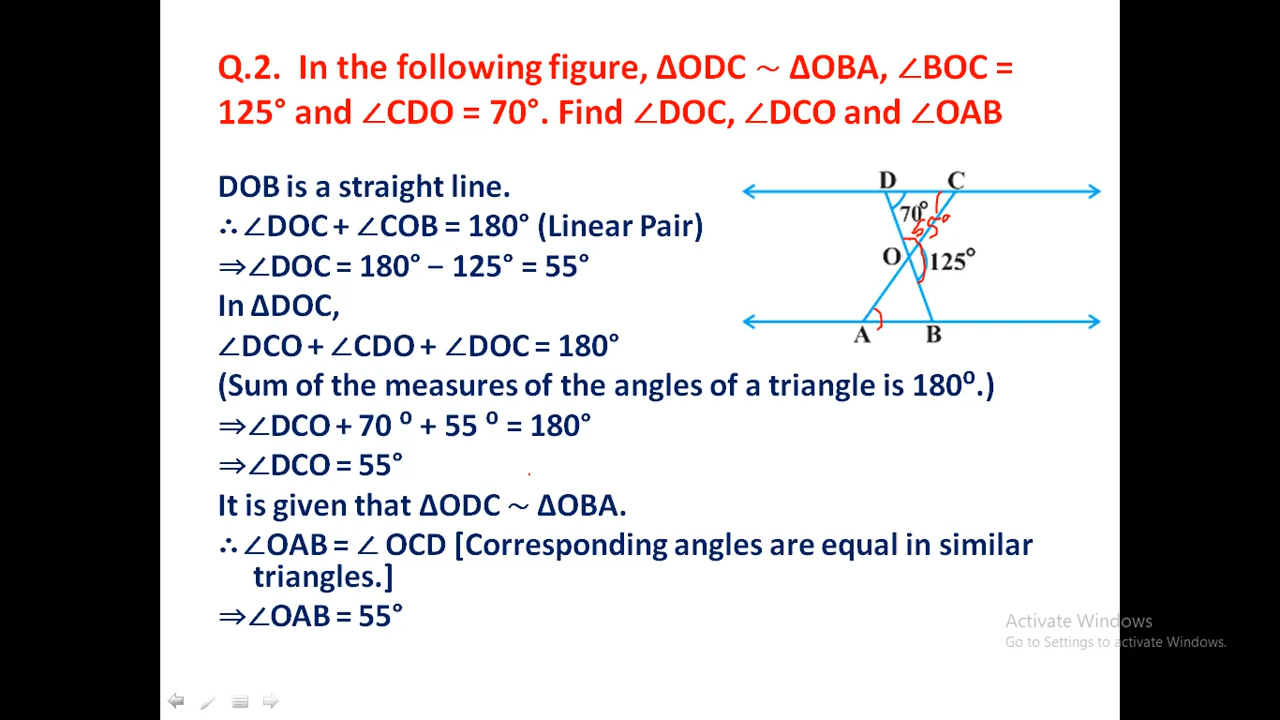 Q.2. In the following figure, ΔODC ~ ΔOBA, ∠BOC =
125° and ∠CDO = 70°. Find ∠DOC, ∠DCO and ∠OAB
DOB is a straight line.
∴ ∠DOC + ∠COB = 180° (Linear Pair)
⇒∠DOC = 180° − 125° = 55°
In ΔDOC,
∠DCO + ∠CDO + ∠DOC = 180°
(Sum of the measures of the angles of a triangle is 180⁰.)
⇒∠DCO + 70 ⁰ + 55 ⁰ = 180°
⇒∠DCO = 55°
It is given that ΔODC ~ ΔOBA.
∴ ∠OAB = ∠ OCD [Corresponding angles are equal in similar
triangles.]
⇒∠OAB = 55°
D C
70°
55°
O 125°
A B
Activate Windows
Go to Settings to activate Windows.